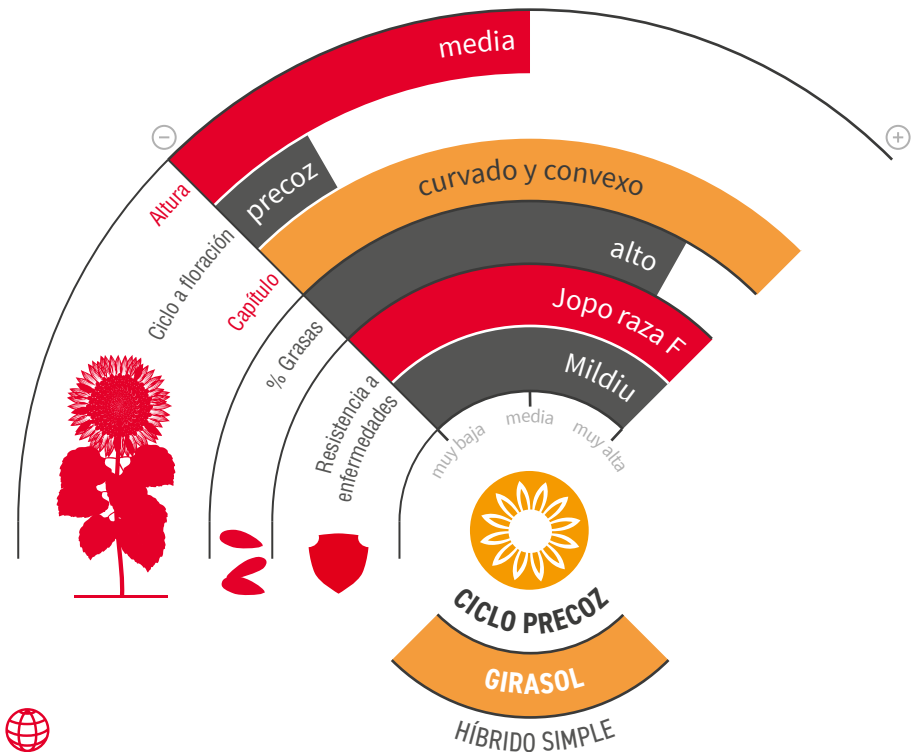 media
−
+
Altura
precoz
Ciclo a floración
curvado y convexo
Capítulo
alto
% Grasas
Jopo raza F
Mildiu
Resistencia a
enfermedades
muy baja
media
muy alta
CICLO PRECOZ
GIRASOL
HÍBRIDO SIMPLE